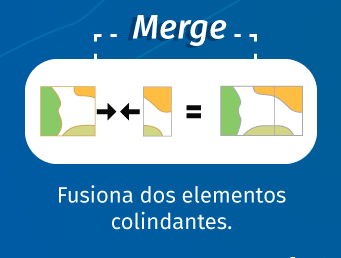 Merge
Fusiona dos elementos
colindantes.